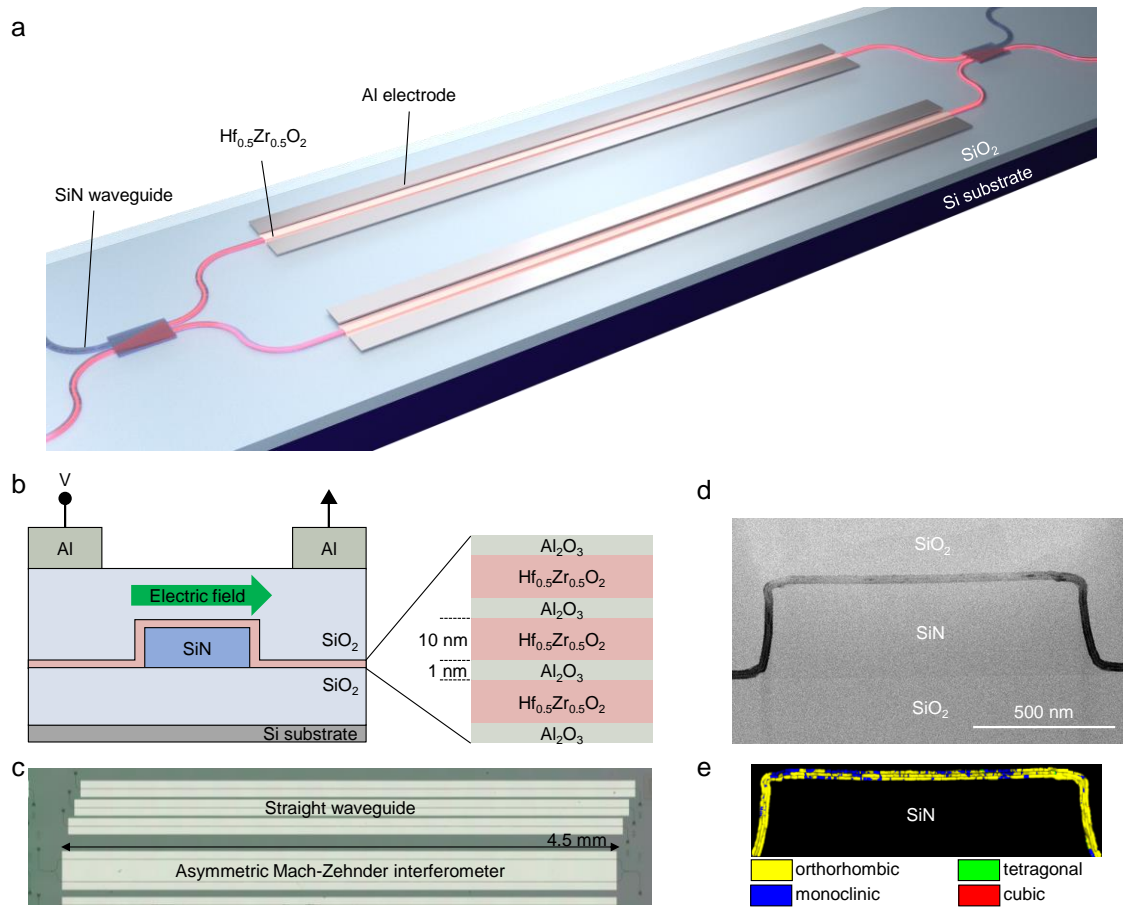 a
Al electrode
Hf₀.₅Zr₀.₅O₂
SiN waveguide
SiO₂
Si substrate
b
V
Al
Al
Electric field
SiN
SiO₂
SiO₂
Si substrate
Al₂O₃
Hf₀.₅Zr₀.₅O₂
Al₂O₃
10 nm
Hf₀.₅Zr₀.₅O₂
1 nm
Al₂O₃
Hf₀.₅Zr₀.₅O₂
Al₂O₃
c
Straight waveguide
4.5 mm
Asymmetric Mach-Zehnder interferometer
d
SiO₂
SiN
SiO₂
500 nm
e
SiN
orthorhombic
tetragonal
monoclinic
cubic